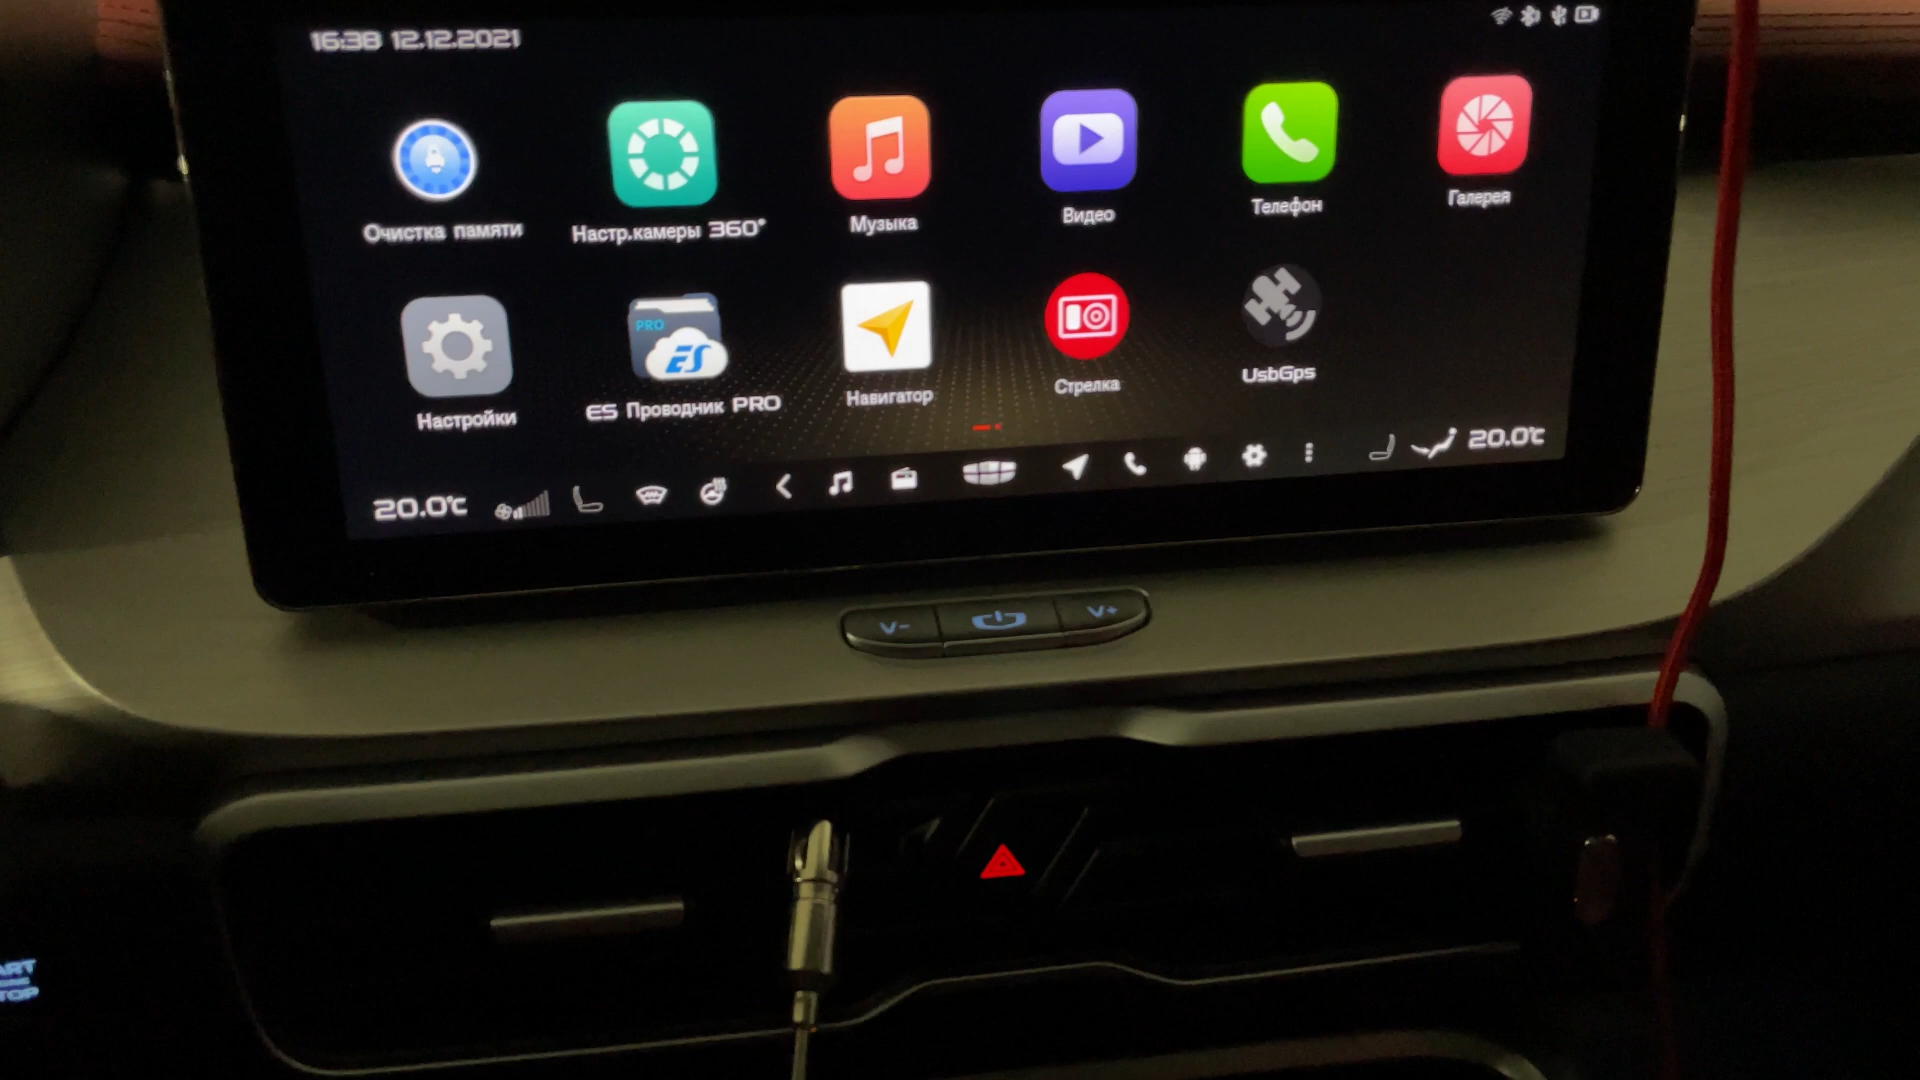 16:38 12.12.2021
Очистка памяти
Настр.камеры 360°
Музыка
Видео
Телефон
Галерея
PRO
ES
Настройки
ES Проводник PRO
Навигатор
Стрелка
UsbGps
20.0℃
20.0℃
V-
V+